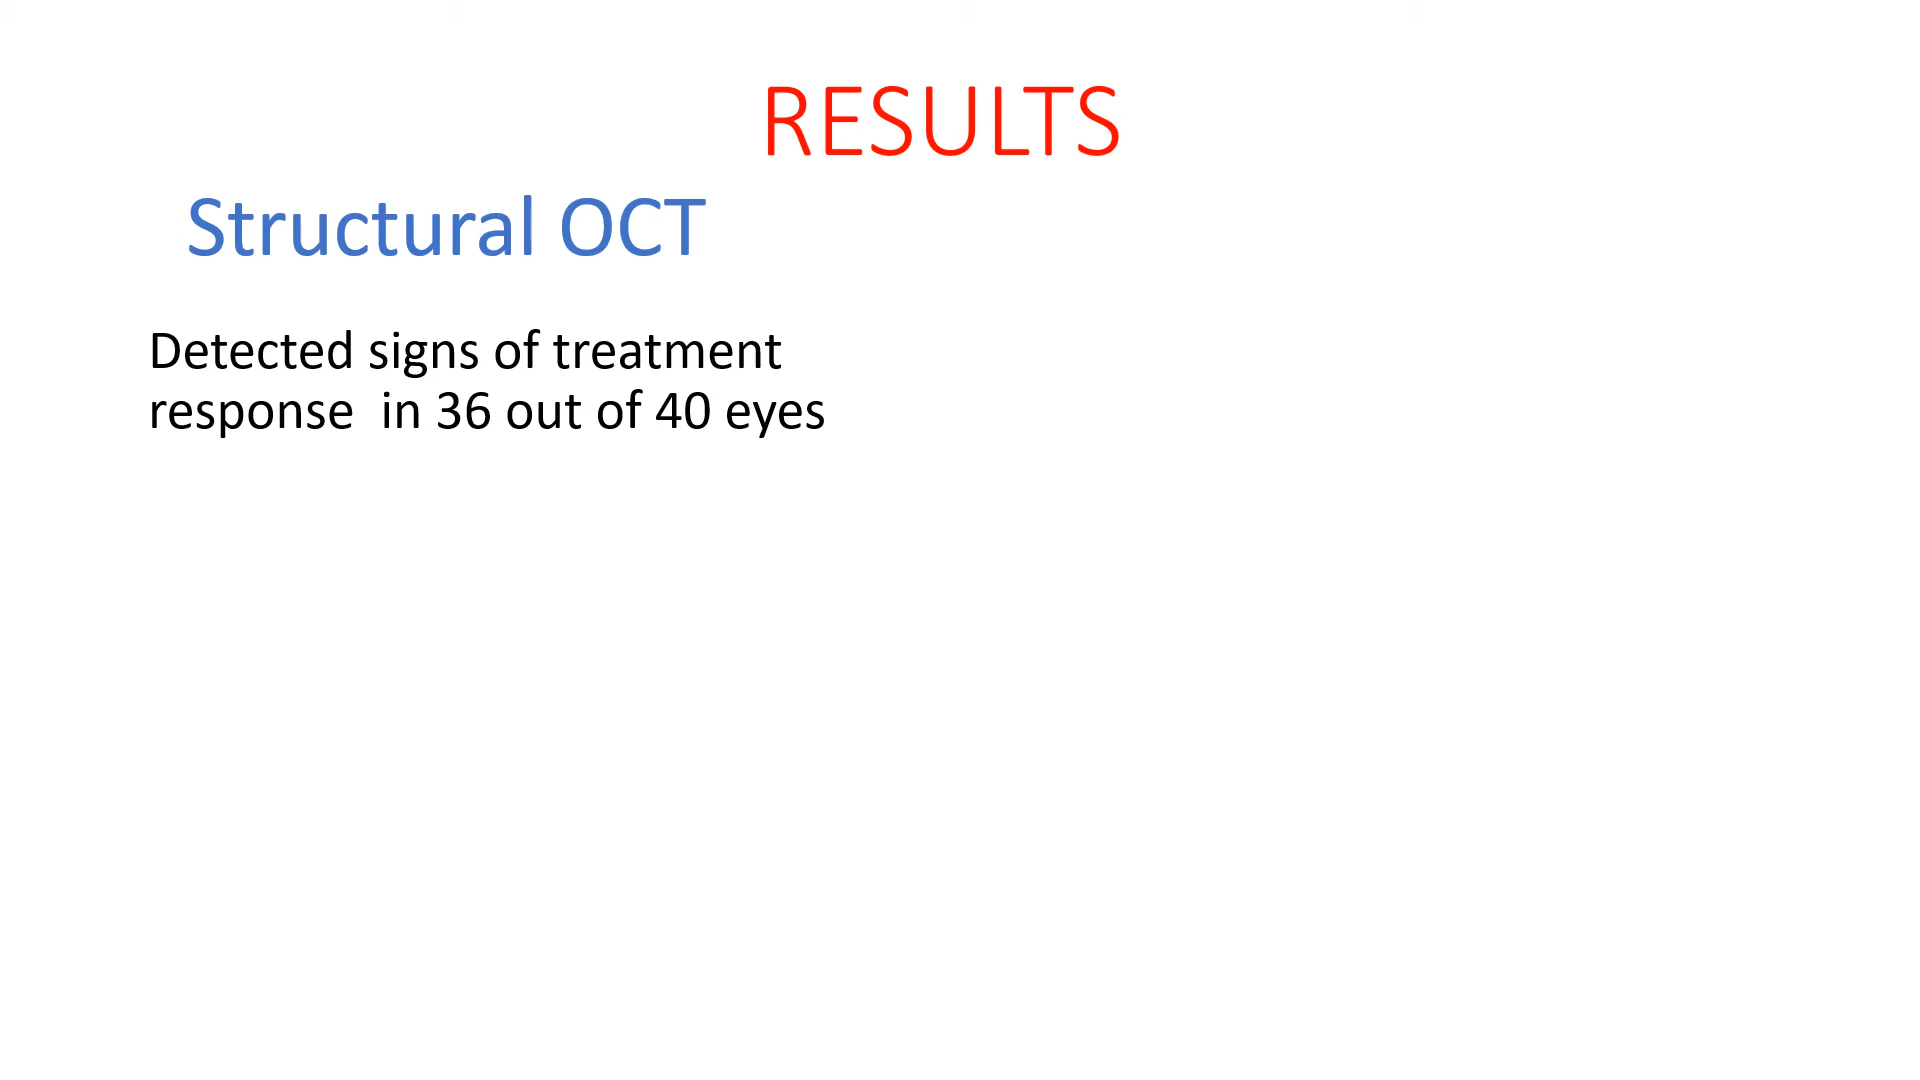 RESULTS
Structural OCT
Detected signs of treatment
response  in 36 out of 40 eyes